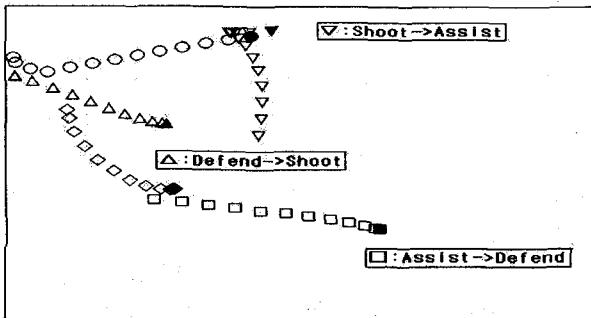 ▽:Shoot->Assist
△:Defend->Shoot
□:Assist->Defend